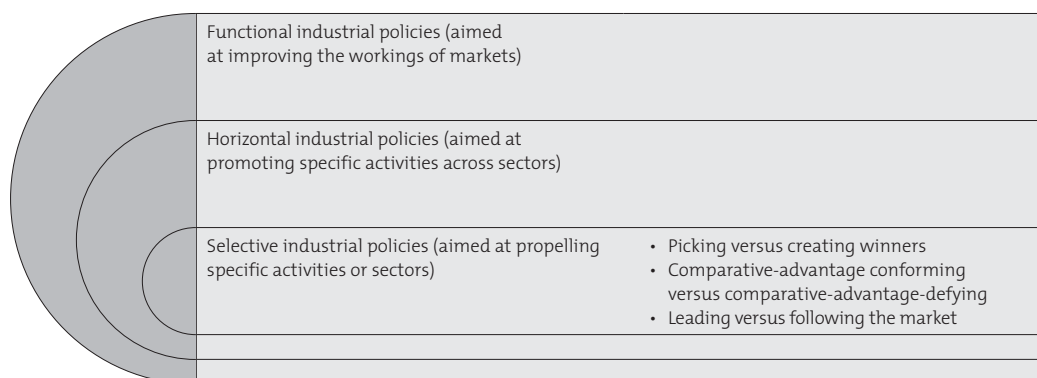 Functional industrial policies (aimed
at improving the workings of markets)
Horizontal industrial policies (aimed at
promoting specific activities across sectors)
Selective industrial policies (aimed at propelling
specific activities or sectors)
• Picking versus creating winners
• Comparative-advantage conforming
versus comparative-advantage-defying
• Leading versus following the market